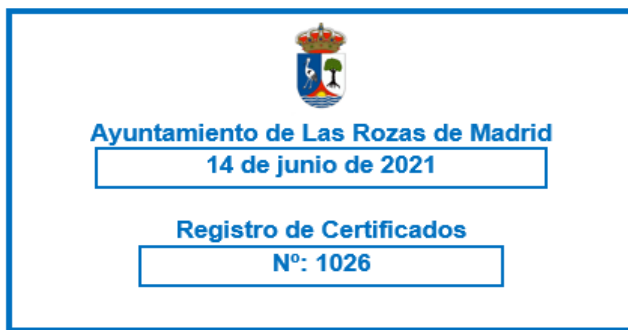 Ayuntamiento de Las Rozas de Madrid
14 de junio de 2021
Registro de Certificados
Nº: 1026